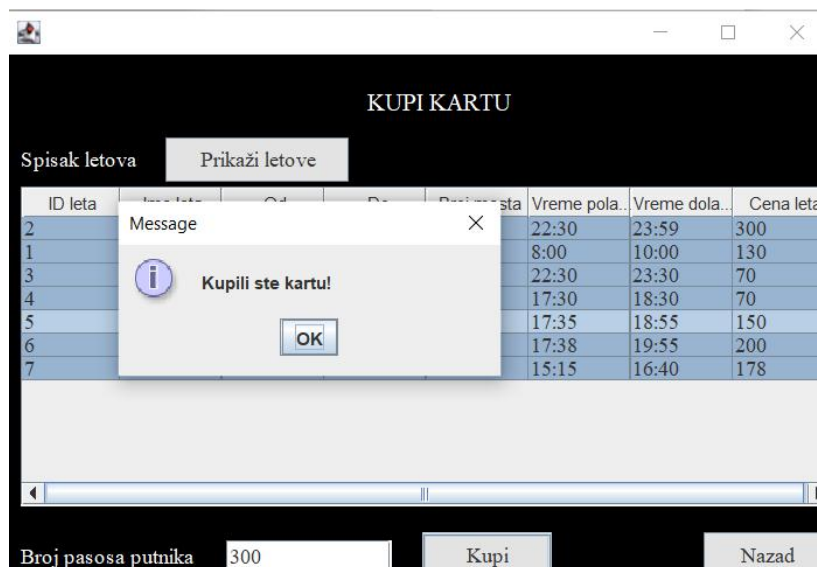 KUPI KARTU
Spisak letova Prikaži letove
ID leta Broj mesta Vreme pola... Vreme dola... Cena leta
Message
2 22:30 23:59 300
1 8:00 10:00 130
3 Kupili ste kartu! 22:30 23:30 70
4 17:30 18:30 70
5 OK 17:35 18:55 150
6 17:38 19:55 200
7 15:15 16:40 178
Broj pasosa putnika 300 Kupi Nazad